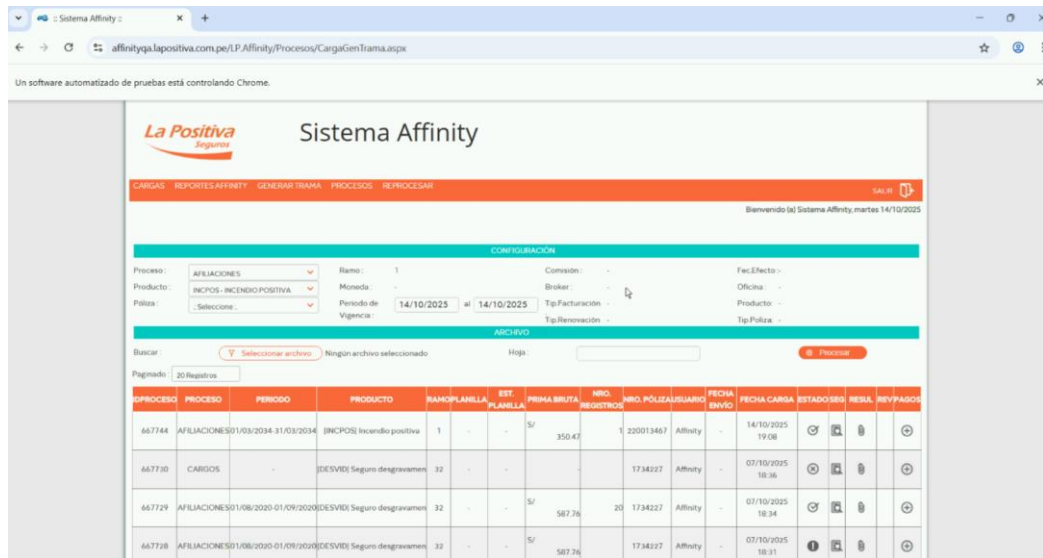 :: Sistema Affinity ::
affinityqa.lapositiva.com.pe/LP.Affinity/Procesos/CargaGenTrama.aspx
Un software automatizado de pruebas está controlando Chrome.
La Positiva
Seguros
Sistema Affinity
CARGAS REPORTES AFFINITY GENERAR TRAMA PROCESOS REPROCESAR SALIR
Bienvenido (a) Sistema Affinity, martes 14/10/2025
CONFIGURACIÓN
Proceso : AFILIACIONES Ramo : 1 Comisión : - Fec.Efecto :-
Producto: INCPOS - INCENDIO POSITIVA Moneda : - Broker : - Oficina : -
Póliza : . Seleccione . Periodo de Vigencia : 14/10/2025 al 14/10/2025 Tip.Facturación - Producto: -
Tip.Renovación - Tip.Poliza: -
ARCHIVO
Buscar : Seleccionar archivo Ningún archivo seleccionado Hoja : Procesar
Paginado : 20 Registros
IDPROCESO PROCESO PERIODO PRODUCTO RAMO PLANILLA EST. PLANILLA PRIMA BRUTA NRO. REGISTROS NRO. PÓLIZA USUARIO FECHA ENVÍO FECHA CARGA ESTADO SEG RESUL REV PAGOS
667744 AFILIACIONES 01/03/2034-31/03/2034 |INCPOS| Incendio positiva 1 - - S/ 350.47 1 220013467 Affinity - 14/10/2025 19:08
667730 CARGOS - |DESVID| Seguro desgravamen 32 - - - 1734227 Affinity - 07/10/2025 18:36
667729 AFILIACIONES 01/08/2020-01/09/2020 |DESVID| Seguro desgravamen 32 - - S/ 587.76 20 1734227 Affinity - 07/10/2025 18:34
667728 AFILIACIONES 01/08/2020-01/09/2020 |DESVID| Seguro desgravamen 32 - - S/ 587.76 1734227 Affinity - 07/10/2025 18:31